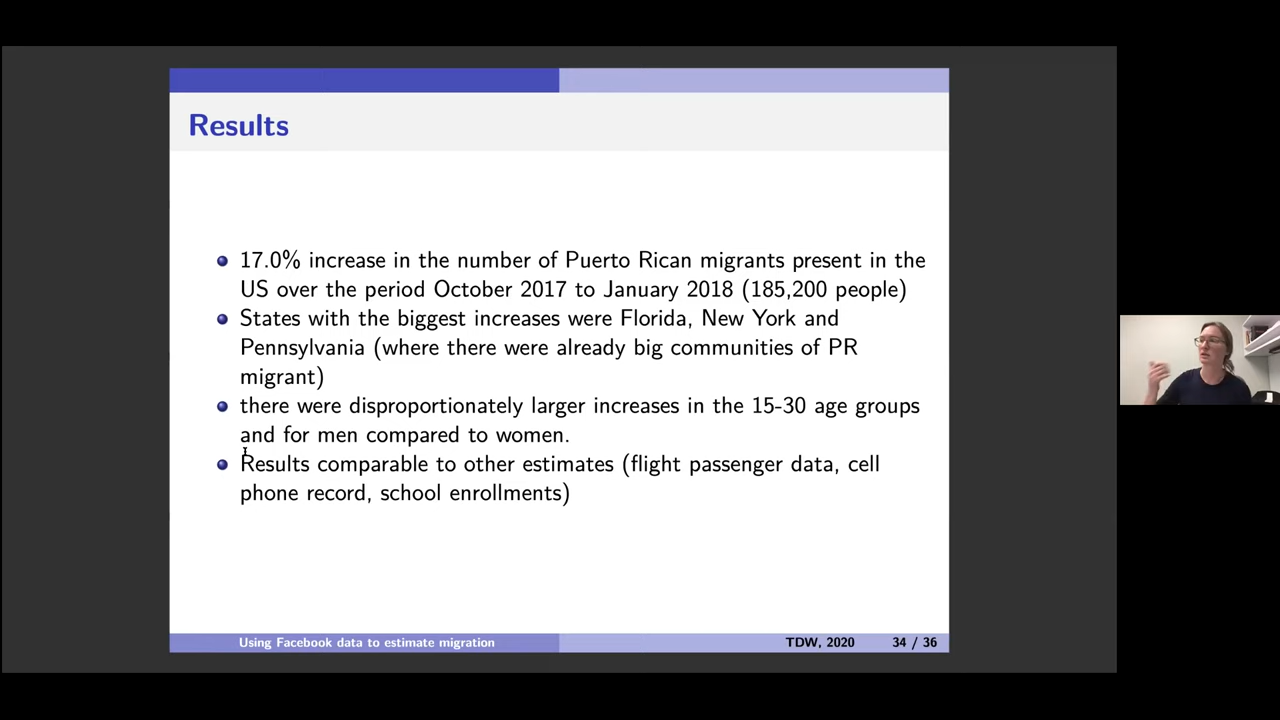 Results
17.0% increase in the number of Puerto Rican migrants present in the
US over the period October 2017 to January 2018 (185,200 people)
States with the biggest increases were Florida, New York and
Pennsylvania (where there were already big communities of PR
migrant)
there were disproportionately larger increases in the 15-30 age groups
and for men compared to women.
Results comparable to other estimates (flight passenger data, cell
phone record, school enrollments)
Using Facebook data to estimate migration
TDW, 2020
34 / 36